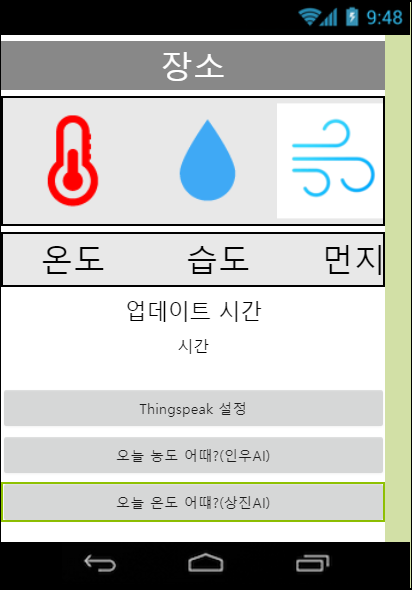 9:48
장소
온도 습도 먼지
업데이트 시간
시간
Thingspeak 설정
오늘 농도 어때?(인우AI)
오늘 온도 어떄?(상진AI)